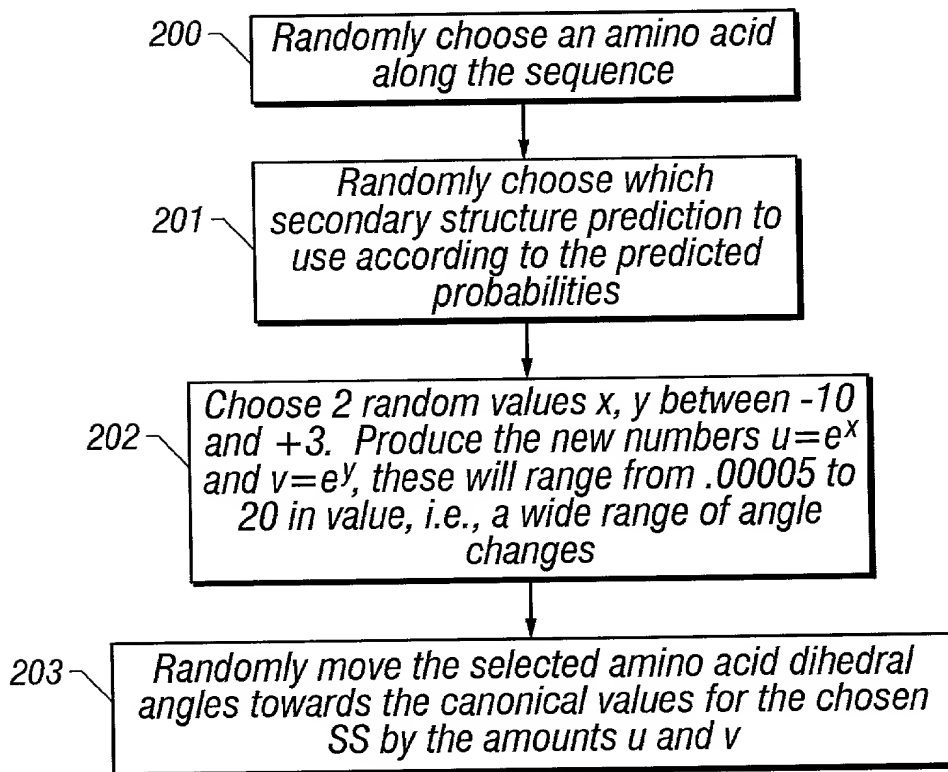 200
Randomly choose an amino acid
along the sequence
201
Randomly choose which
secondary structure prediction to
use according to the predicted
probabilities
202
Choose 2 random values x, y between -10
and +3. Produce the new numbers u=eˣ
and v=eʸ, these will range from .00005 to
20 in value, i.e., a wide range of angle
changes
203
Randomly move the selected amino acid dihedral
angles towards the canonical values for the chosen
SS by the amounts u and v